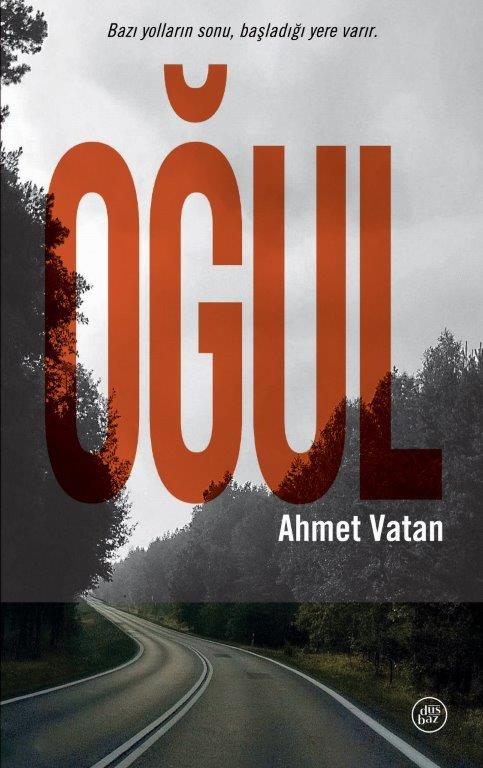 Bazı yolların sonu, başladığı yere varır.
OĞUL
Ahmet Vatan
düş
baz